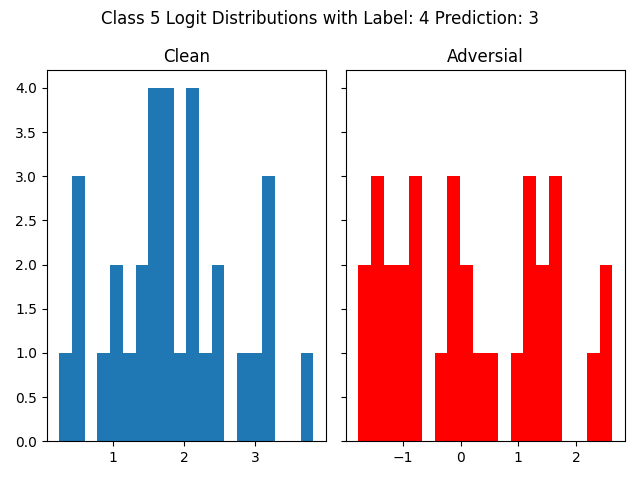 Class 5 Logit Distributions with Label: 4 Prediction: 3
Clean
Adversial
4.0
3.5
3.0
2.5
2.0
1.5
1.0
0.5
0.0
1 2 3
−1 0 1 2